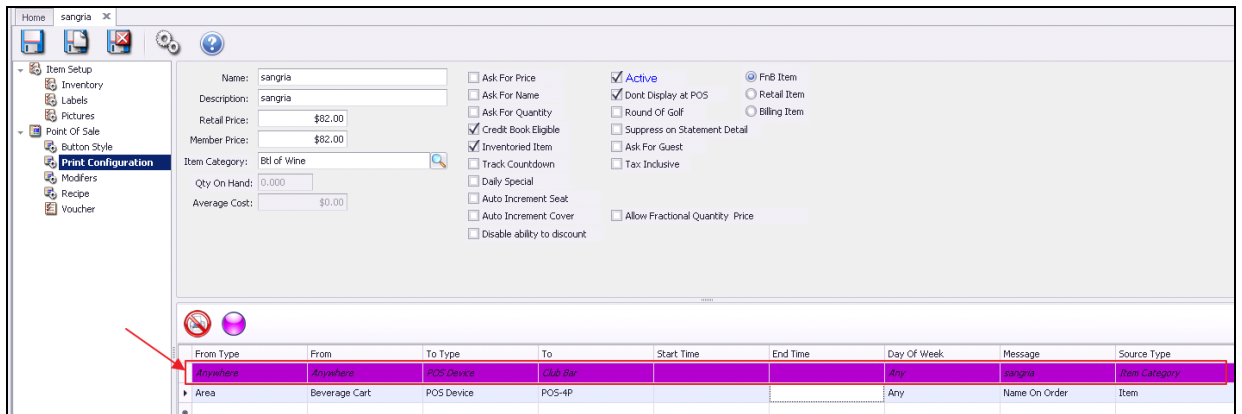 Home sangria
Item Setup
Inventory
Labels
Pictures
Point Of Sale
Button Style
Print Configuration
Modifers
Recipe
Voucher
Name: sangria
Description: sangria
Retail Price: $82.00
Member Price: $82.00
Item Category: Btl of Wine
Qty On Hand: 0.000
Average Cost: $0.00
Ask For Price
Ask For Name
Ask For Quantity
Credit Book Eligible
Inventoried Item
Track Countdown
Daily Special
Auto Increment Seat
Auto Increment Cover
Disable ability to discount
Active
Dont Display at POS
Round Of Golf
Suppress on Statement Detail
Ask For Guest
Tax Inclusive
Allow Fractional Quantity Price
FnB Item
Retail Item
Billing Item
From Type From To Type To Start Time End Time Day Of Week Message Source Type
Anywhere Anywhere POS Device Club Bar Any sangria Item Category
Area Beverage Cart POS Device POS-4P Any Name On Order Item